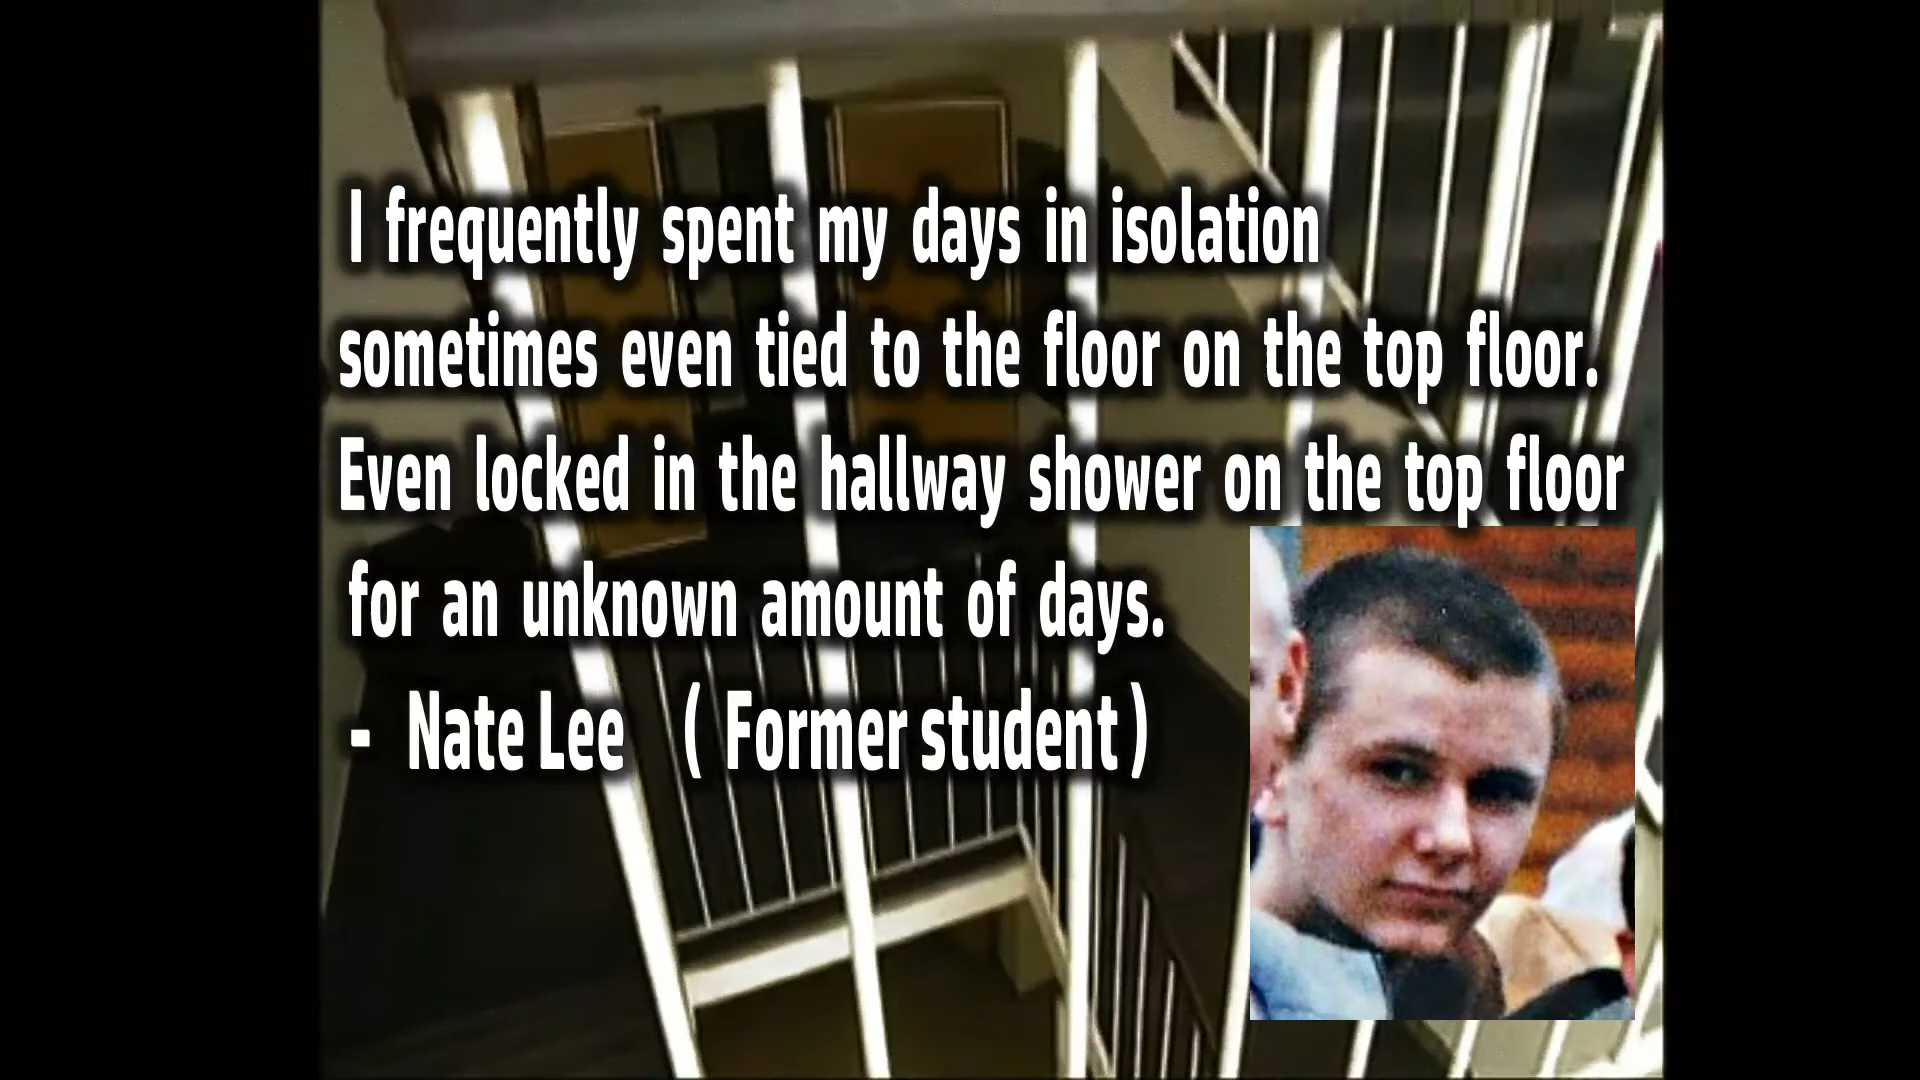 I frequently spent my days in isolation
sometimes even tied to the floor on the top floor.
Even locked in the hallway shower on the top floor
for an unknown amount of days.
- Nate Lee ( Former student )